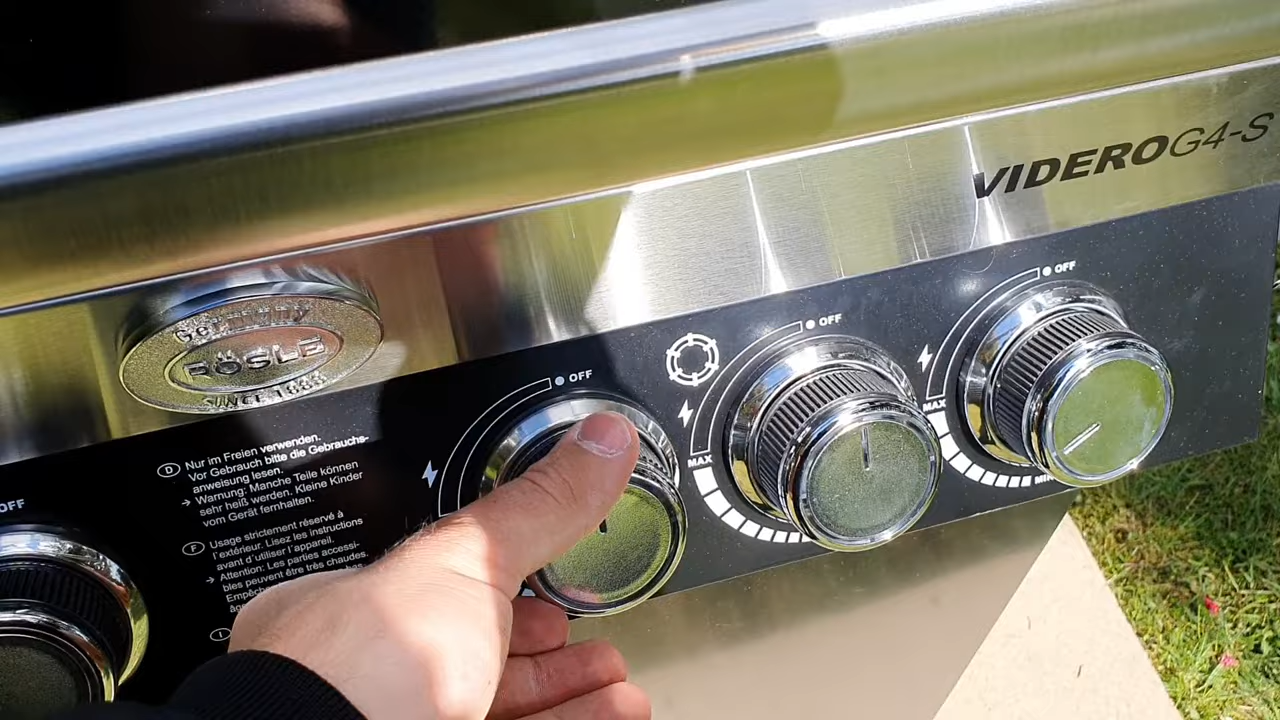 VIDEROG4-S
Germany
RÖSLE
SINCE 1888
OFF
OFF
OFF
OFF
MAX
MAX
D Nur im Freien verwenden.
Vor Gebrauch bitte die Gebrauchs-
anweisung lesen.
→ Warnung: Manche Teile können
sehr heiß werden. Kleine Kinder
vom Gerät fernhalten.
F Usage strictement réservé à
l'extérieur. Lisez les instructions
avant d'utiliser l'appareil.
→ Attention: Les parties accessi-
bles peuvent être très chaudes.
I